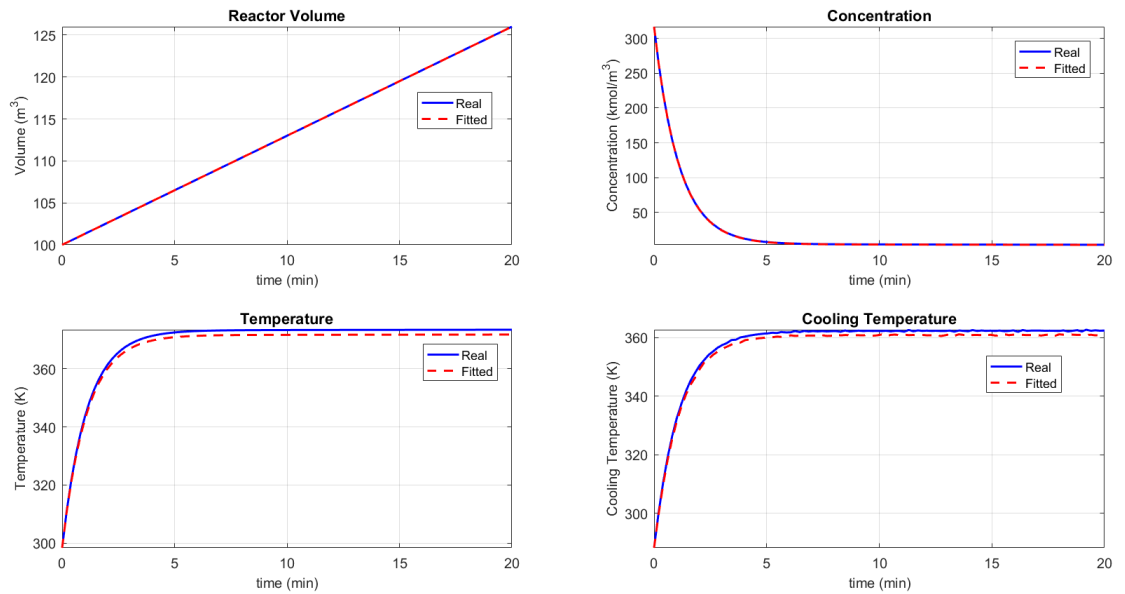 Reactor Volume
Volume (m³)
125
120
115
110
105
100
0 5 10 15 20
time (min)
Real
Fitted
Concentration
Concentration (kmol/m³)
300
250
200
150
100
50
0 5 10 15 20
time (min)
Real
Fitted
Temperature
Temperature (K)
360
340
320
300
0 5 10 15 20
time (min)
Real
Fitted
Cooling Temperature
Cooling Temperature (K)
360
340
320
300
0 5 10 15 20
time (min)
Real
Fitted